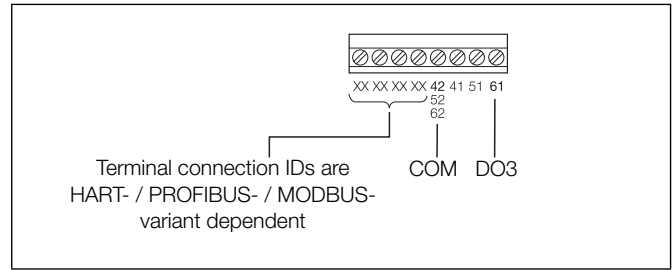 XX XX XX XX 42 41 51 61
52
62
Terminal connection IDs are
HART- / PROFIBUS- / MODBUS-
variant dependent
COM
DO3